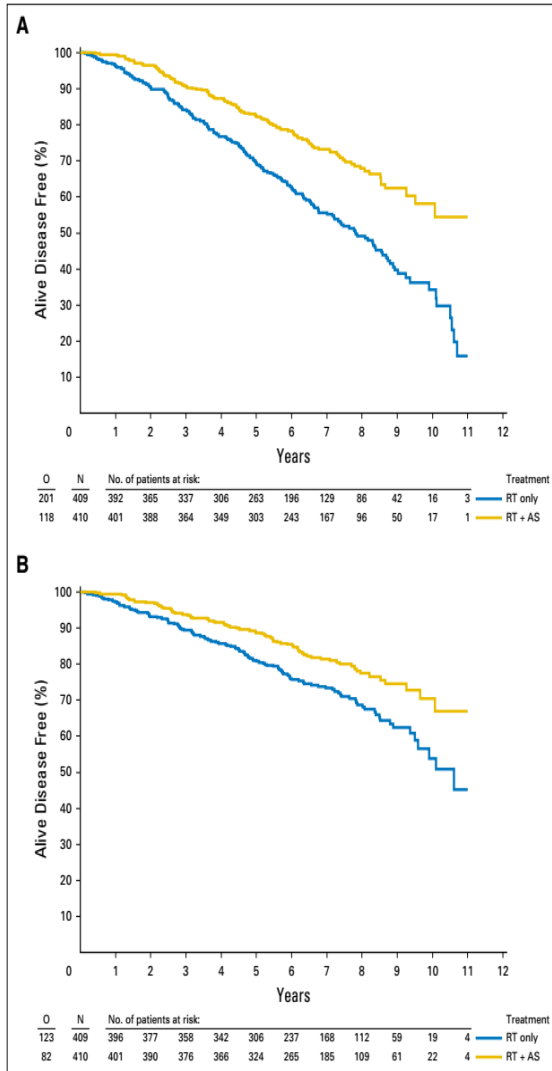 A
100
90
80
70
60
50
40
30
20
10
Alive Disease Free (%)
0 1 2 3 4 5 6 7 8 9 10 11 12
Years
O N No. of patients at risk: Treatment
201 409 392 365 337 306 263 196 129 86 42 16 3 RT only
118 410 401 388 364 349 303 243 167 96 50 17 1 RT + AS
B
100
90
80
70
60
50
40
30
20
10
Alive Disease Free (%)
0 1 2 3 4 5 6 7 8 9 10 11 12
Years
O N No. of patients at risk: Treatment
123 409 396 377 358 342 306 237 168 112 59 19 4 RT only
82 410 401 390 376 366 324 265 185 109 61 22 4 RT + AS